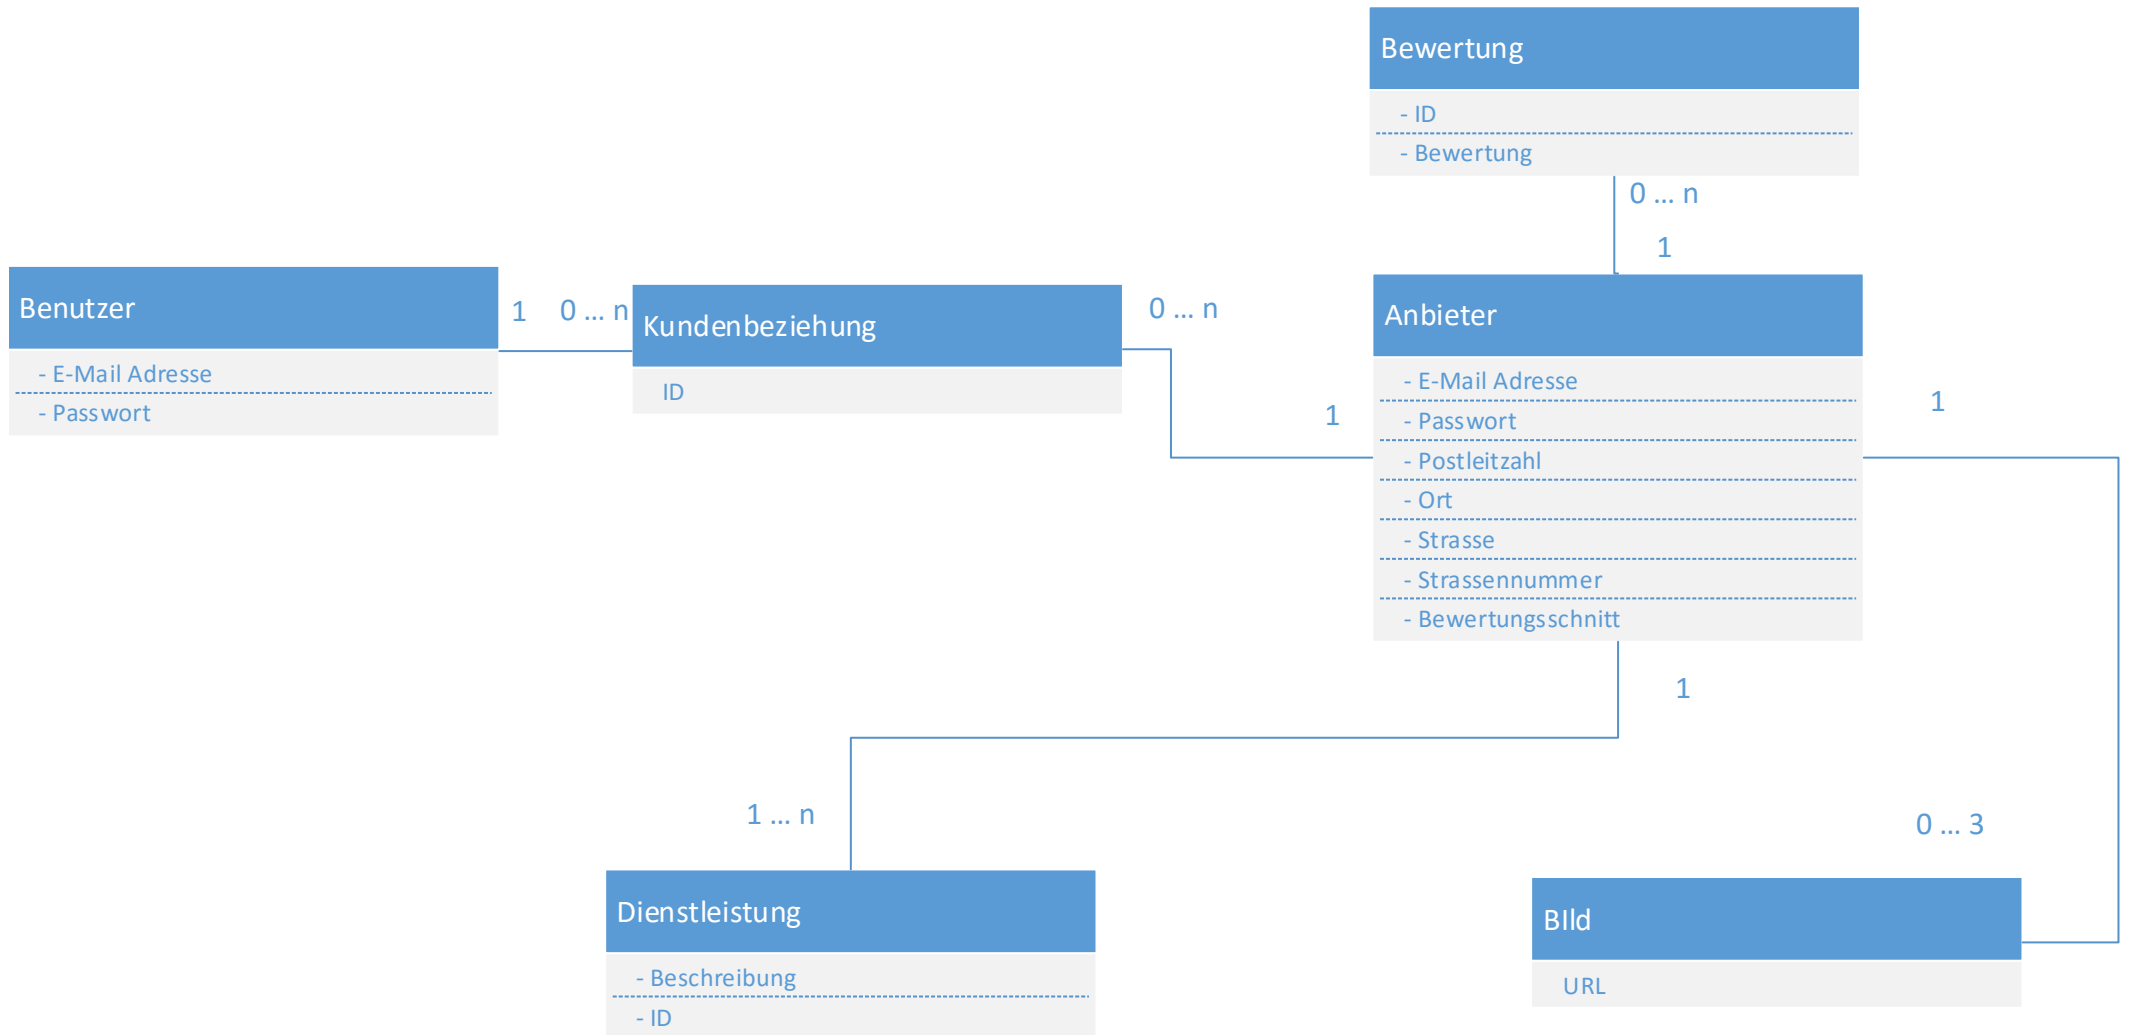 Bewertung
- ID
- Bewertung
0 ... n
1
Benutzer
- E-Mail Adresse
- Passwort
1
0 ... n
Kundenbeziehung
ID
0 ... n
1
Anbieter
- E-Mail Adresse
- Passwort
- Postleitzahl
- Ort
- Strasse
- Strassennummer
- Bewertungsschnitt
1
1
1 ... n
0 ... 3
Dienstleistung
- Beschreibung
- ID
BIld
URL